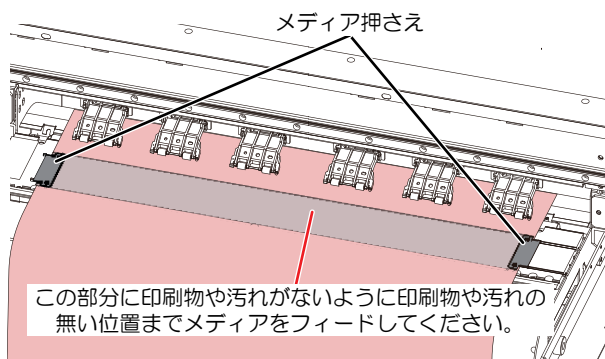 メディア押さえ
この部分に印刷物や汚れがないように印刷物や汚れの
無い位置までメディアをフィードしてください。